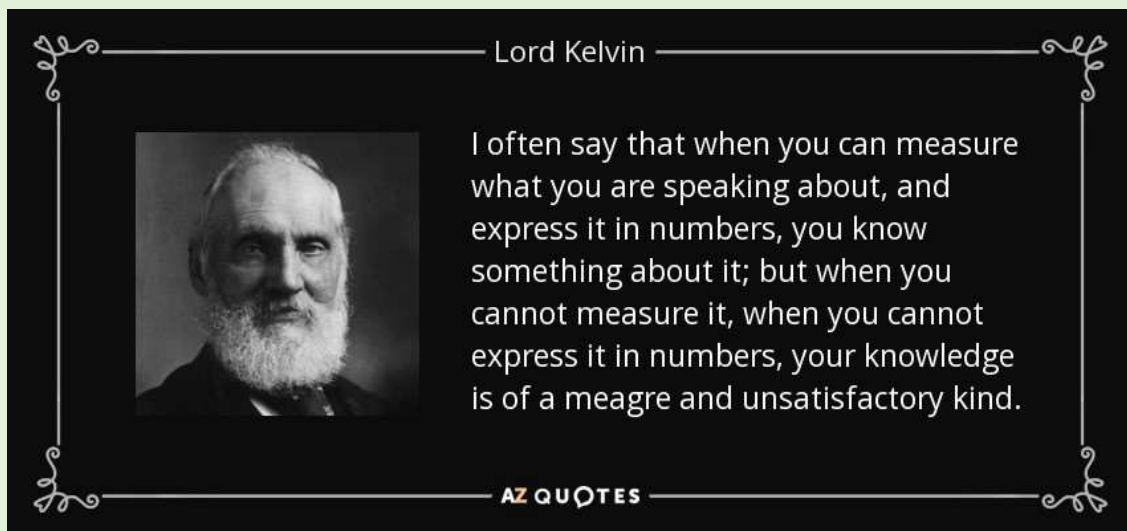 Lord Kelvin
I often say that when you can measure
what you are speaking about, and
express it in numbers, you know
something about it; but when you
cannot measure it, when you cannot
express it in numbers, your knowledge
is of a meagre and unsatisfactory kind.
AZ QUOTES